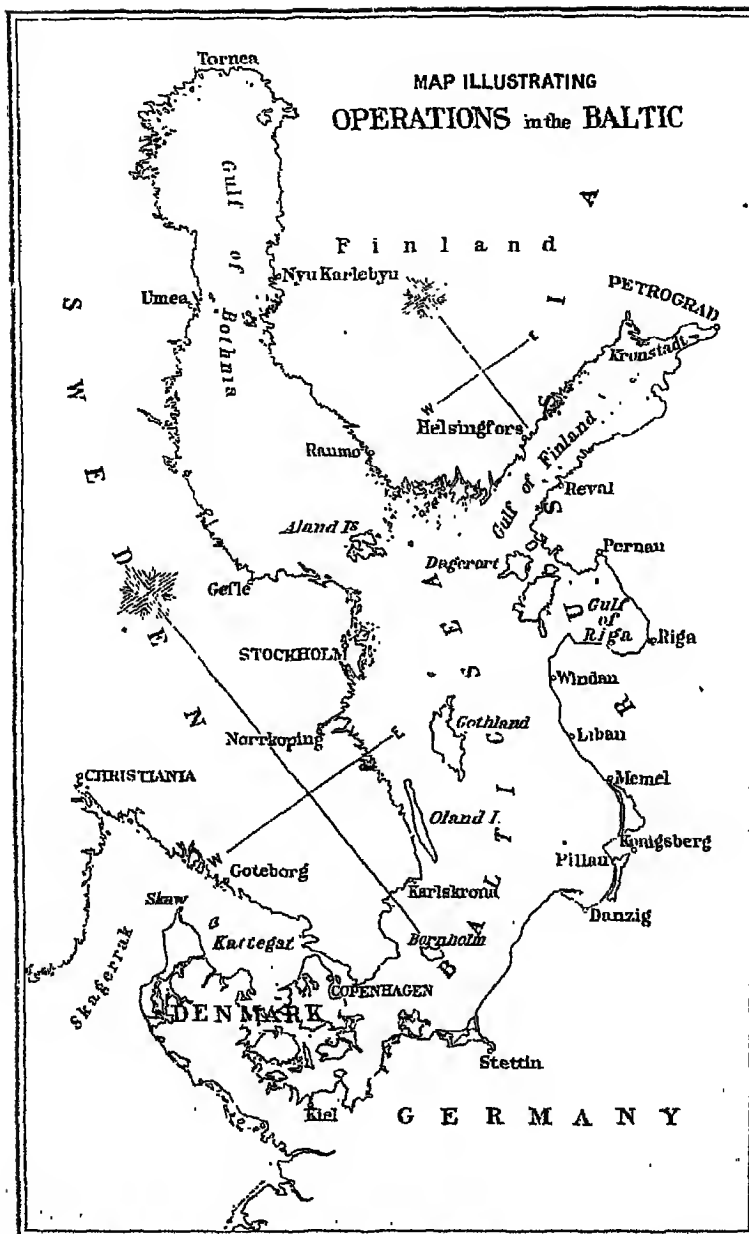 Tornea
MAP ILLUSTRATING
OPERATIONS in the BALTIC
Gulf of Bothnia
Finland
Nyu Karlebyu
Umea
PETROGRAD
Kronstadt
SWEDEN
RUSSIA
W E
Helsingfors
Gulf of Finland
Raumo
Reval
Aland Is
Dagerort
Pernau
Gefle
Gulf of Riga
Riga
STOCKHOLM
Windau
BALTIC SEA
Gothland
Norrkoping
E
Libau
CHRISTIANIA
Memel
Oland I.
Konigsberg
W
Goteborg
Pillau
Karlskrona
Skaw
Danzig
Kattegat
Bornholm
Skagerrak
COPENHAGEN
DENMARK
Stettin
Kiel
GERMANY